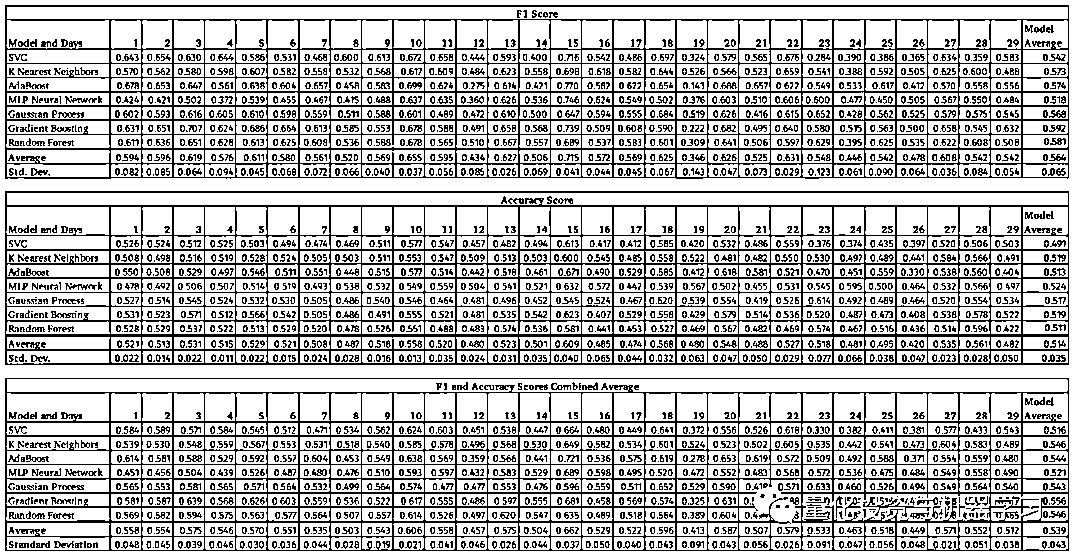 F1 Score
Model and Days 1 2 3 4 5 6 7 8 9 10 11 12 13 14 15 16 17 18 19 20 21 22 23 24 25 26 27 28 29 Model Average
SVC 0.643 0.654 0.630 0.644 0.586 0.531 0.468 0.600 0.613 0.672 0.658 0.444 0.593 0.400 0.716 0.542 0.486 0.697 0.324 0.579 0.565 0.676 0.284 0.390 0.386 0.365 0.634 0.359 0.583 0.542
K Nearest Neighbors 0.570 0.562 0.580 0.598 0.607 0.582 0.558 0.532 0.568 0.617 0.609 0.484 0.623 0.558 0.698 0.618 0.582 0.644 0.526 0.566 0.523 0.659 0.541 0.388 0.592 0.505 0.625 0.600 0.488 0.573
AdaBoost 0.678 0.653 0.647 0.561 0.638 0.604 0.657 0.458 0.583 0.699 0.624 0.275 0.614 0.421 0.770 0.582 0.622 0.654 0.143 0.688 0.657 0.622 0.549 0.533 0.617 0.412 0.570 0.558 0.556 0.574
MLP Neural Network 0.424 0.421 0.502 0.372 0.539 0.455 0.467 0.415 0.488 0.637 0.635 0.360 0.626 0.536 0.746 0.624 0.549 0.502 0.376 0.603 0.510 0.606 0.600 0.477 0.450 0.505 0.567 0.550 0.484 0.518
Gaussian Process 0.602 0.593 0.616 0.605 0.610 0.598 0.559 0.511 0.588 0.601 0.489 0.472 0.610 0.500 0.647 0.594 0.555 0.684 0.519 0.626 0.416 0.615 0.652 0.428 0.562 0.525 0.579 0.575 0.545 0.568
Gradient Boosting 0.637 0.651 0.707 0.624 0.686 0.664 0.613 0.585 0.553 0.678 0.588 0.491 0.658 0.568 0.739 0.509 0.608 0.590 0.222 0.682 0.495 0.640 0.580 0.515 0.563 0.500 0.658 0.545 0.632 0.592
Random Forest 0.611 0.636 0.651 0.628 0.613 0.625 0.608 0.536 0.588 0.678 0.565 0.510 0.667 0.557 0.689 0.537 0.583 0.601 0.309 0.641 0.506 0.597 0.629 0.395 0.625 0.535 0.622 0.608 0.508 0.581
Average 0.594 0.596 0.619 0.576 0.611 0.580 0.561 0.520 0.569 0.655 0.595 0.434 0.627 0.506 0.715 0.572 0.569 0.625 0.346 0.626 0.525 0.631 0.548 0.446 0.542 0.478 0.608 0.542 0.542 0.564
Std. Dev. 0.082 0.085 0.064 0.094 0.045 0.068 0.072 0.066 0.040 0.037 0.056 0.085 0.026 0.069 0.041 0.044 0.045 0.067 0.143 0.047 0.073 0.029 0.123 0.061 0.090 0.064 0.036 0.084 0.054 0.065
Accuracy Score
Model and Days 1 2 3 4 5 6 7 8 9 10 11 12 13 14 15 16 17 18 19 20 21 22 23 24 25 26 27 28 29 Model Average
SVC 0.526 0.524 0.512 0.525 0.503 0.494 0.474 0.469 0.511 0.577 0.547 0.457 0.482 0.494 0.613 0.417 0.412 0.585 0.420 0.532 0.486 0.559 0.376 0.374 0.435 0.397 0.520 0.506 0.503 0.491
K Nearest Neighbors 0.508 0.498 0.516 0.519 0.528 0.524 0.505 0.503 0.511 0.553 0.547 0.509 0.513 0.503 0.600 0.545 0.485 0.558 0.522 0.481 0.482 0.550 0.530 0.497 0.489 0.441 0.584 0.566 0.491 0.519
AdaBoost 0.550 0.508 0.529 0.497 0.546 0.511 0.551 0.448 0.515 0.577 0.514 0.442 0.518 0.461 0.671 0.490 0.529 0.585 0.412 0.618 0.581 0.521 0.470 0.451 0.559 0.330 0.538 0.560 0.404 0.513
MLP Neural Network 0.478 0.492 0.506 0.507 0.514 0.519 0.493 0.538 0.532 0.549 0.559 0.504 0.541 0.521 0.632 0.572 0.447 0.539 0.567 0.502 0.455 0.531 0.545 0.595 0.500 0.464 0.532 0.566 0.497 0.524
Gaussian Process 0.527 0.514 0.545 0.524 0.532 0.530 0.505 0.486 0.540 0.546 0.464 0.481 0.496 0.452 0.545 0.524 0.467 0.620 0.539 0.554 0.419 0.526 0.614 0.492 0.489 0.464 0.520 0.554 0.534 0.517
Gradient Boosting 0.531 0.523 0.571 0.512 0.566 0.542 0.505 0.486 0.491 0.555 0.521 0.481 0.535 0.542 0.623 0.407 0.529 0.558 0.429 0.579 0.514 0.536 0.520 0.487 0.473 0.408 0.538 0.578 0.522 0.519
Random Forest 0.528 0.529 0.537 0.522 0.513 0.529 0.520 0.478 0.526 0.551 0.488 0.483 0.574 0.536 0.581 0.441 0.453 0.527 0.469 0.567 0.482 0.469 0.574 0.467 0.516 0.436 0.514 0.596 0.422 0.511
Average 0.521 0.513 0.531 0.515 0.529 0.521 0.508 0.487 0.518 0.558 0.520 0.480 0.523 0.501 0.609 0.485 0.474 0.568 0.480 0.548 0.488 0.527 0.518 0.481 0.495 0.420 0.535 0.561 0.482 0.514
Std. Dev. 0.022 0.014 0.022 0.011 0.022 0.015 0.024 0.028 0.016 0.013 0.035 0.024 0.031 0.035 0.040 0.065 0.044 0.032 0.063 0.047 0.050 0.029 0.077 0.066 0.038 0.047 0.023 0.028 0.050 0.035
F1 and Accuracy Scores Combined Average
Model and Days 1 2 3 4 5 6 7 8 9 10 11 12 13 14 15 16 17 18 19 20 21 22 23 24 25 26 27 28 29 Model Average
SVC 0.584 0.589 0.571 0.584 0.545 0.512 0.471 0.534 0.562 0.624 0.603 0.451 0.538 0.447 0.664 0.480 0.449 0.641 0.372 0.556 0.526 0.618 0.330 0.382 0.411 0.381 0.577 0.433 0.543 0.516
K Nearest Neighbors 0.539 0.530 0.548 0.559 0.567 0.553 0.531 0.518 0.540 0.585 0.578 0.496 0.568 0.530 0.649 0.582 0.534 0.601 0.524 0.523 0.502 0.605 0.535 0.442 0.541 0.473 0.604 0.583 0.489 0.546
AdaBoost 0.614 0.581 0.588 0.529 0.592 0.557 0.604 0.453 0.549 0.638 0.569 0.359 0.566 0.441 0.721 0.536 0.575 0.619 0.278 0.653 0.619 0.572 0.509 0.492 0.588 0.371 0.554 0.559 0.480 0.544
MLP Neural Network 0.451 0.456 0.504 0.439 0.526 0.487 0.480 0.476 0.510 0.593 0.597 0.432 0.583 0.529 0.689 0.598 0.498 0.520 0.472 0.552 0.483 0.568 0.572 0.536 0.475 0.484 0.549 0.558 0.490 0.521
Gaussian Process 0.565 0.553 0.581 0.565 0.571 0.564 0.532 0.499 0.564 0.574 0.477 0.477 0.553 0.476 0.596 0.559 0.511 0.652 0.529 0.590 0.418 0.571 0.633 0.460 0.526 0.494 0.549 0.564 0.540 0.543
Gradient Boosting 0.581 0.587 0.639 0.568 0.626 0.603 0.559 0.536 0.522 0.617 0.555 0.486 0.597 0.555 0.681 0.458 0.569 0.574 0.325 0.631 0.556
Random Forest 0.569 0.582 0.594 0.575 0.563 0.577 0.564 0.507 0.557 0.614 0.526 0.497 0.620 0.547 0.635 0.489 0.518 0.564 0.389 0.604 0.546
Average 0.558 0.554 0.575 0.546 0.570 0.551 0.535 0.503 0.543 0.606 0.558 0.457 0.575 0.504 0.662 0.529 0.522 0.596 0.413 0.587 0.507 0.579 0.533 0.463 0.518 0.449 0.571 0.552 0.512 0.539
Standard Deviation 0.048 0.045 0.039 0.046 0.030 0.036 0.044 0.028 0.019 0.021 0.041 0.046 0.026 0.044 0.037 0.050 0.040 0.043 0.091 0.043 0.056 0.026 0.091 0.047 0.056 0.048 0.021 0.051 0.038 0.043